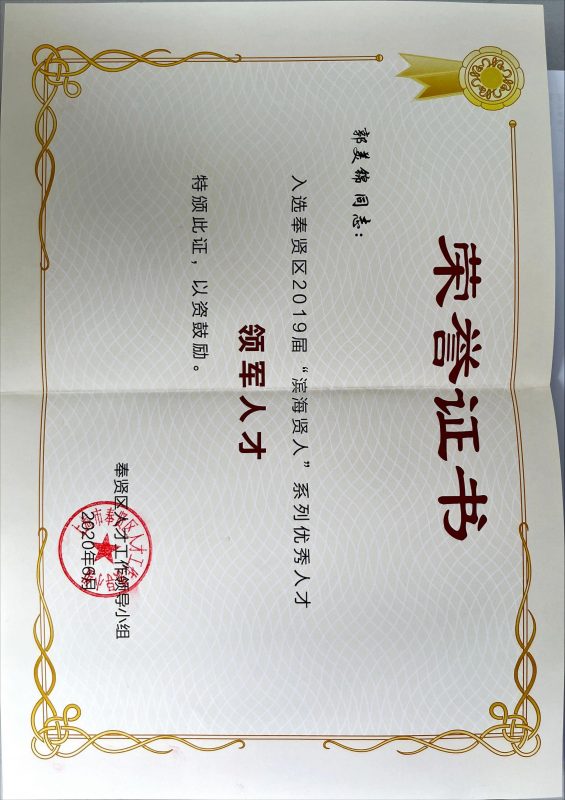 荣誉证书
郭美锦同志:
入选奉贤区2019届“滨海贤人”系列优秀人才
领军人才
特颁此证,以资鼓励。
奉贤区人才工作领导小组
2020年6月